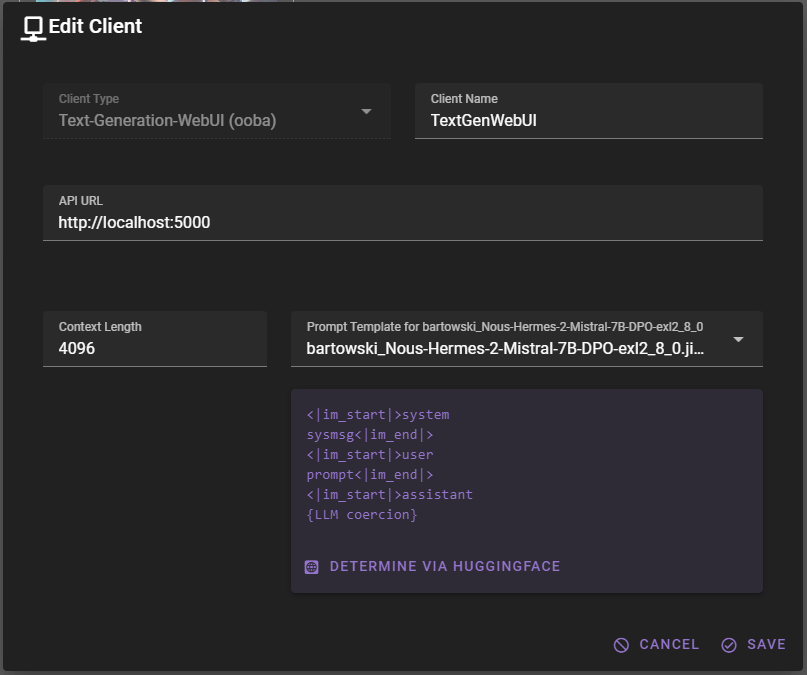 Edit Client
Client Type
Text-Generation-WebUI (ooba)
Client Name
TextGenWebUI
API URL
http://localhost:5000
Context Length
4096
Prompt Template for bartowski_Nous-Hermes-2-Mistral-7B-DPO-exl2_8_0
bartowski_Nous-Hermes-2-Mistral-7B-DPO-exl2_8_0.ji...
<|im_start|>system
sysmsg<|im_end|>
<|im_start|>user
prompt<|im_end|>
<|im_start|>assistant
{LLM coercion}
DETERMINE VIA HUGGINGFACE
CANCEL
SAVE